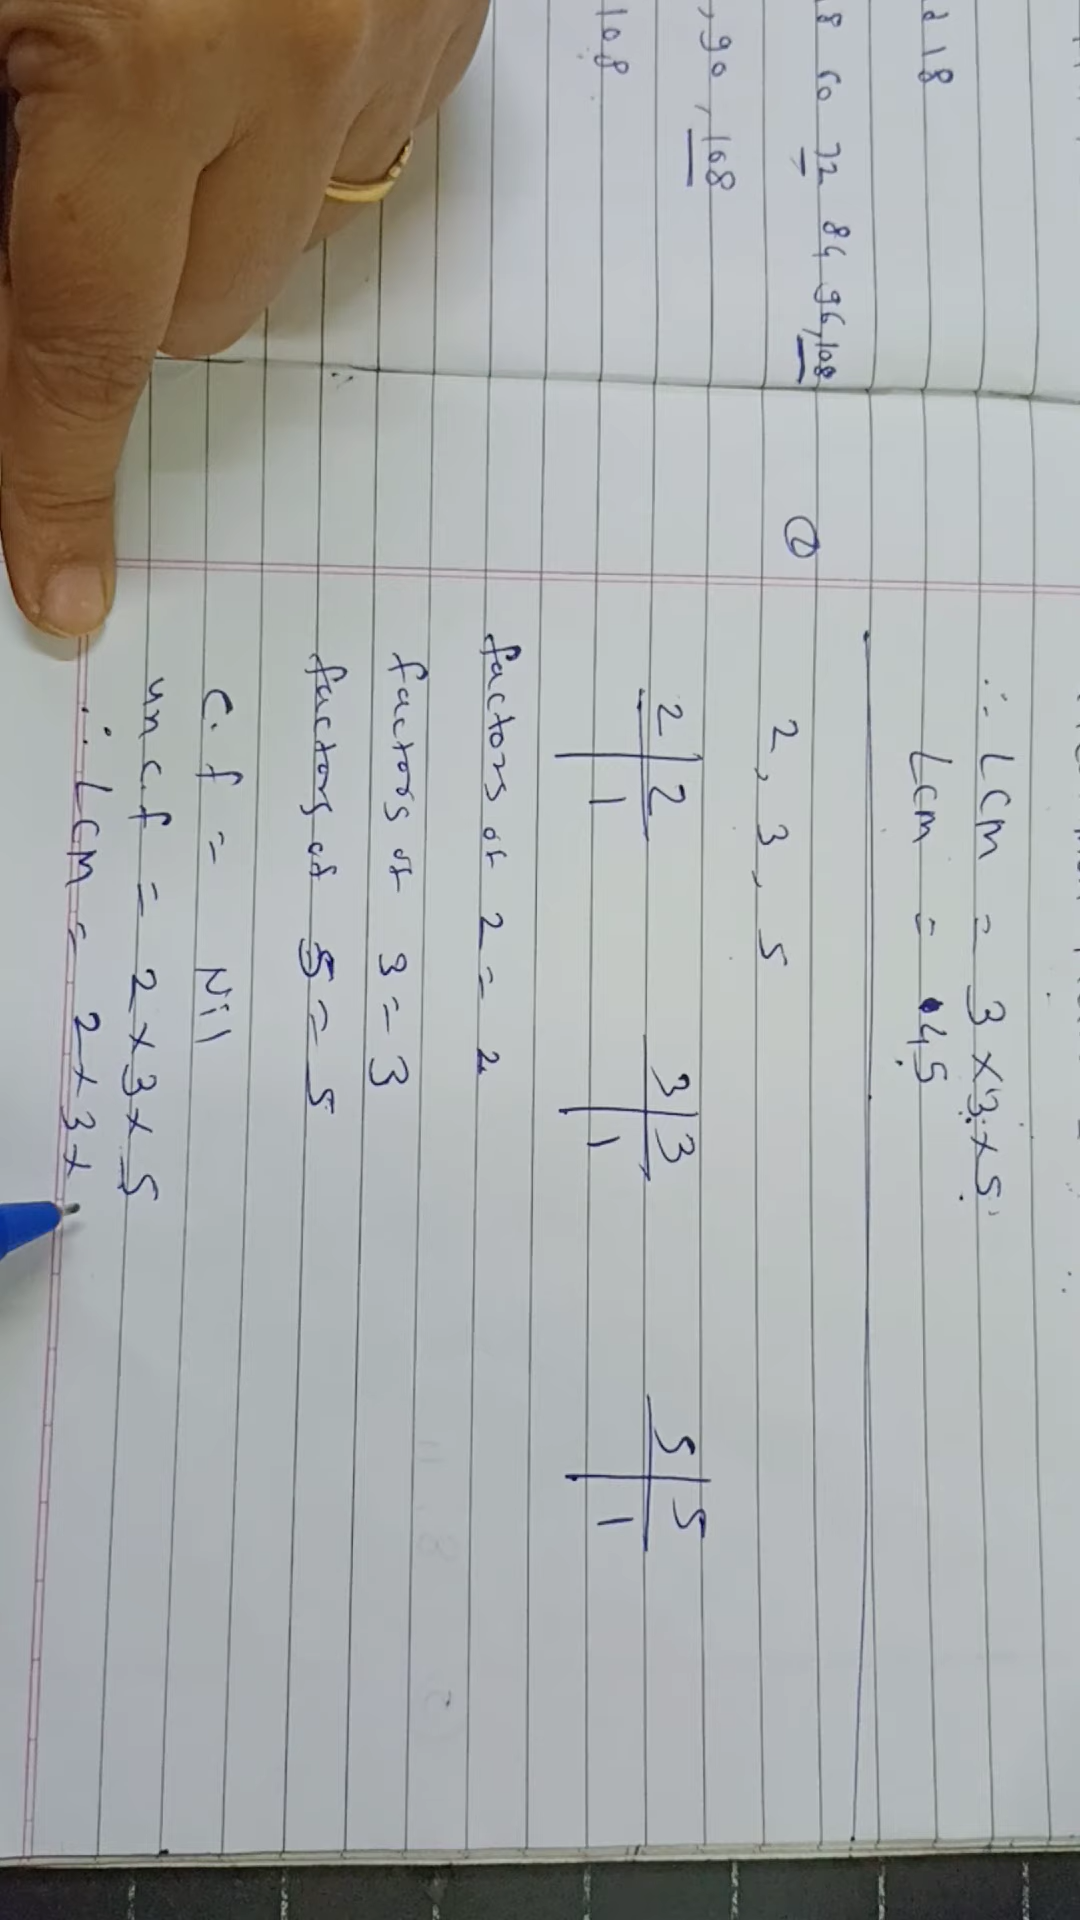 d 18
8 60 72 84 96, 108
, 90, 108
108
∴ LCM = 3 × 3 × 5
LCM = 45
②
2, 3, 5
2 | 2 3 | 3 5 | 5
1 1 1
factors of 2 = 2
factors of 3 = 3
factors of 5 = 5
C.f = Nil
un c.f = 2 × 3 × 5
∴ LCM = 2 × 3 ×